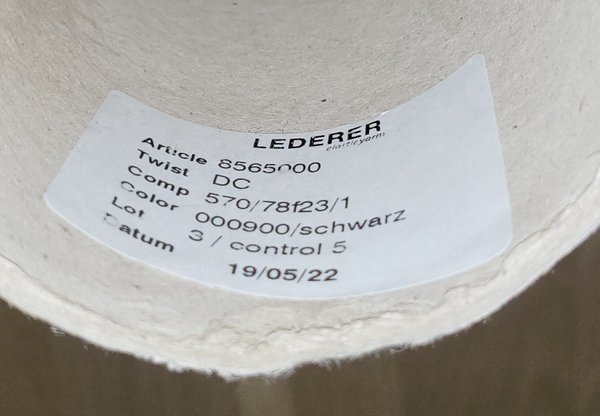 LEDERER
elastic yarns
Article 8565000
Twist DC
Comp 570/78f23/1
Color 000900/schwarz
Lot 3 / control 5
Datum 19/05/22